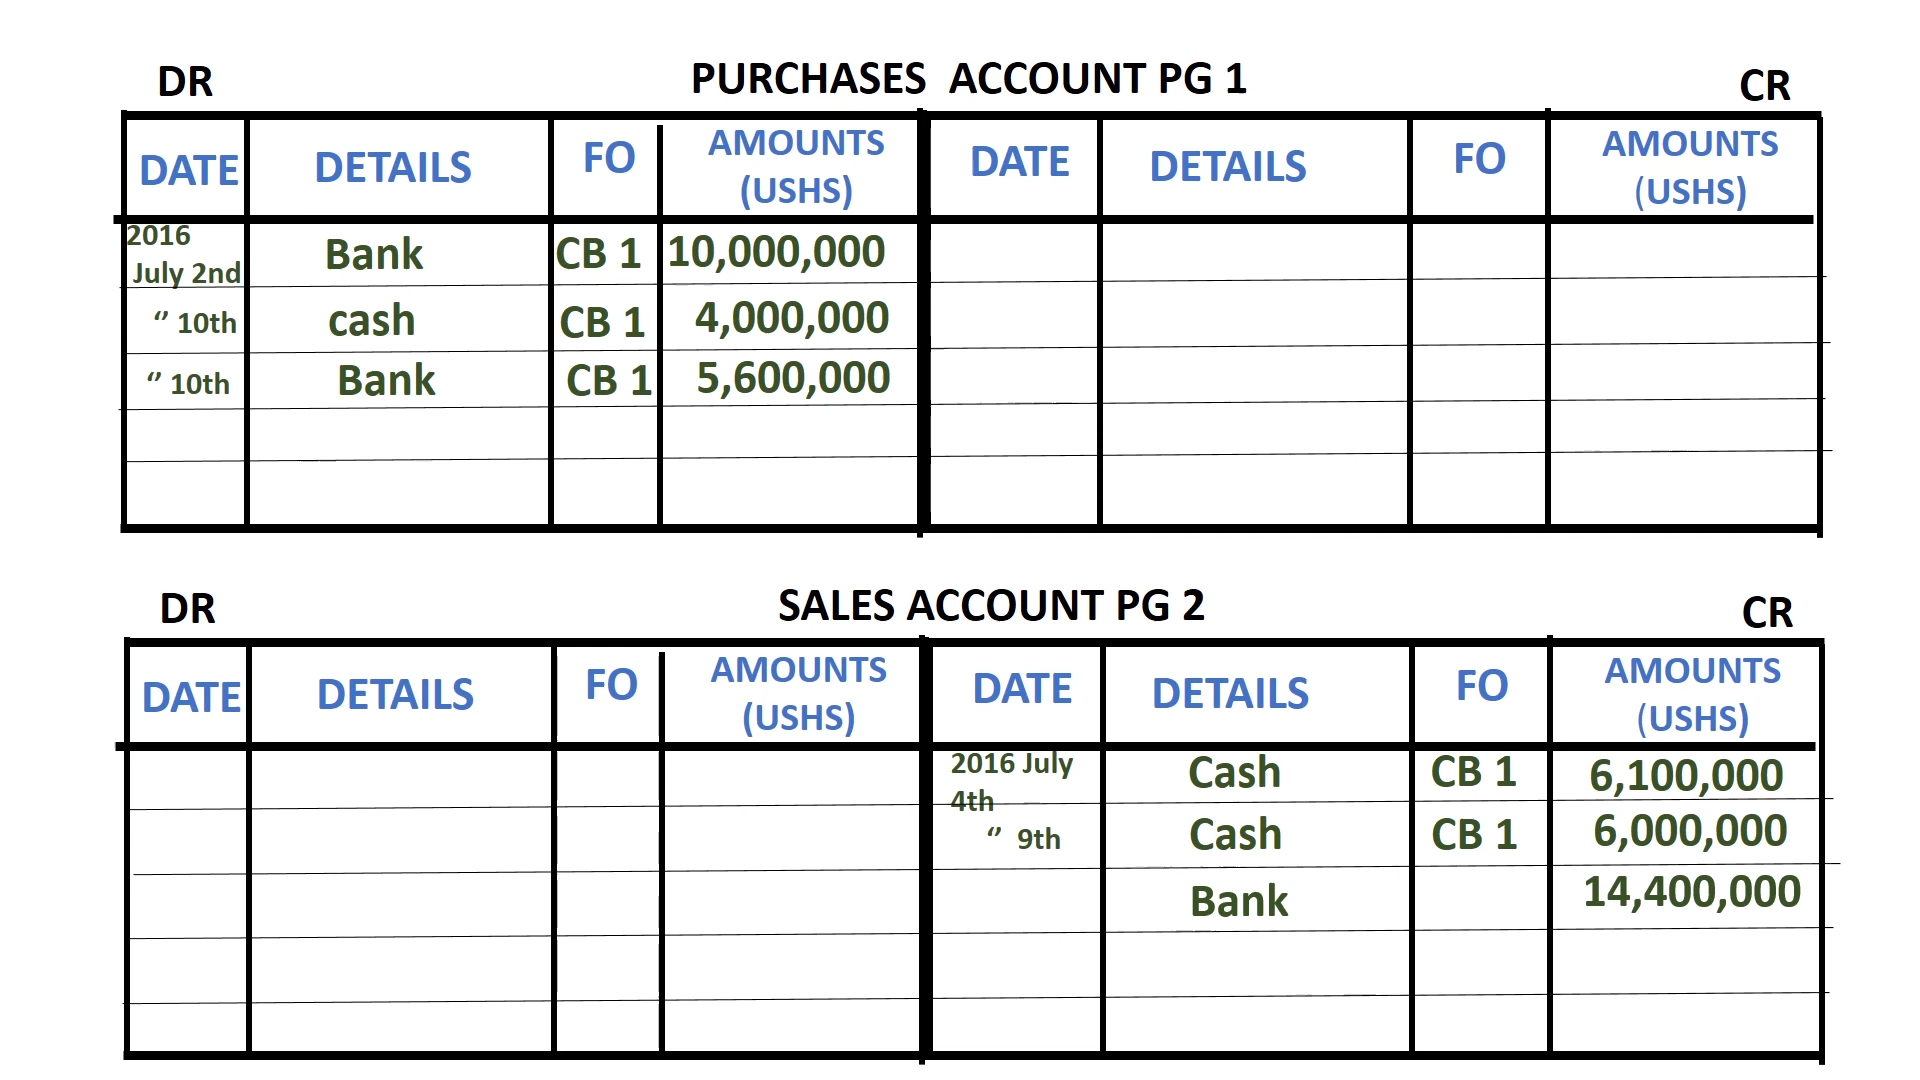 DR PURCHASES ACCOUNT PG 1 CR
DATE DETAILS FO AMOUNTS (USHS) DATE DETAILS FO AMOUNTS (USHS)
2016 July 2nd Bank CB 1 10,000,000
‘’ 10th cash CB 1 4,000,000
‘’ 10th Bank CB 1 5,600,000
DR SALES ACCOUNT PG 2 CR
DATE DETAILS FO AMOUNTS (USHS) DATE DETAILS FO AMOUNTS (USHS)
2016 July 4th Cash CB 1 6,100,000
‘’ 9th Cash CB 1 6,000,000
Bank 14,400,000